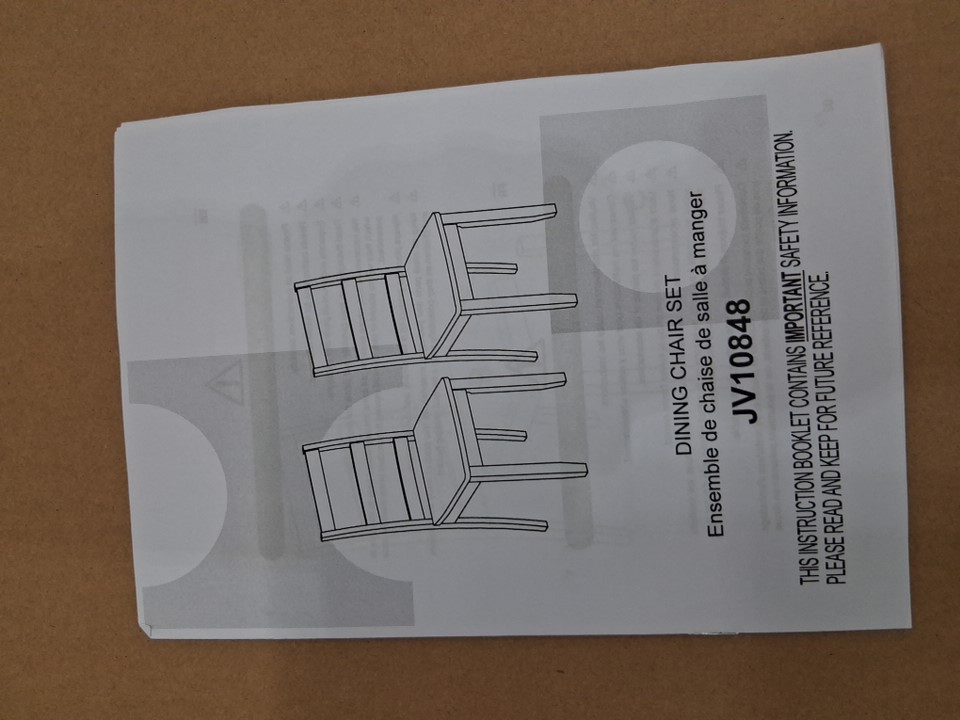 DINING CHAIR SET
Ensemble de chaise de salle à manger
JV10848
THIS INSTRUCTION BOOKLET CONTAINS IMPORTANT SAFETY INFORMATION.
PLEASE READ AND KEEP FOR FUTURE REFERENCE.